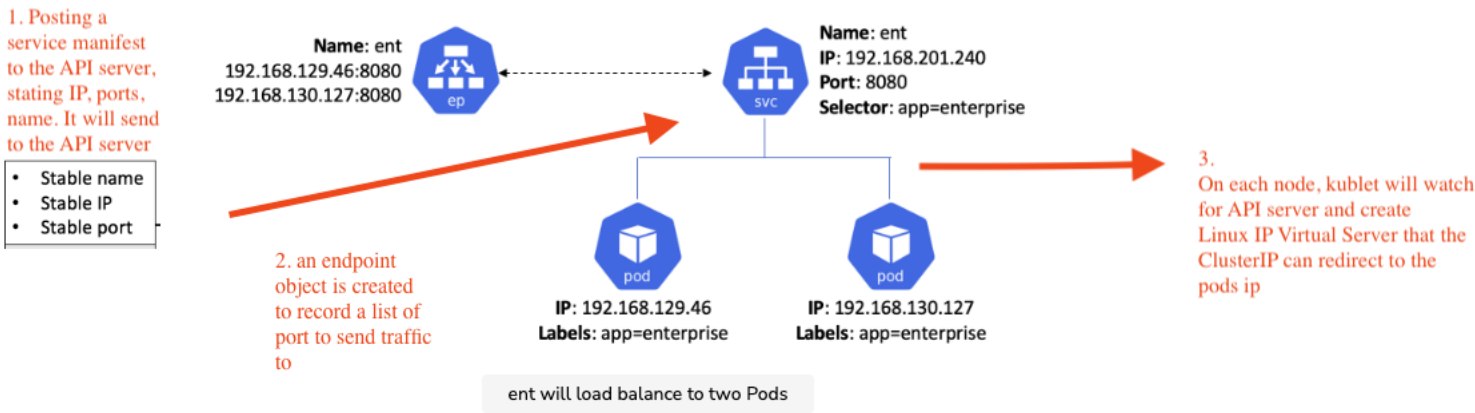 1. Posting a
service manifest
to the API server,
stating IP, ports,
name. It will send
to the API server
• Stable name
• Stable IP
• Stable port
Name: ent
192.168.129.46:8080
192.168.130.127:8080
ep
svc
Name: ent
IP: 192.168.201.240
Port: 8080
Selector: app=enterprise
2. an endpoint
object is created
to record a list of
port to send traffic
to
pod
IP: 192.168.129.46
Labels: app=enterprise
pod
IP: 192.168.130.127
Labels: app=enterprise
3.
On each node, kublet will watch
for API server and create
Linux IP Virtual Server that the
ClusterIP can redirect to the
pods ip
ent will load balance to two Pods